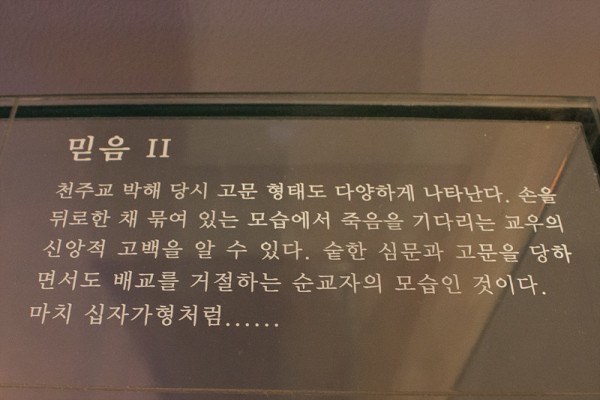 믿음 II
천주교 박해 당시 고문 형태도 다양하게 나타난다. 손을
뒤로한 채 묶여 있는 모습에서 죽음을 기다리는 교우의
신앙적 고백을 알 수 있다. 숱한 심문과 고문을 당하
면서도 배교를 거절하는 순교자의 모습인 것이다.
마치 십자가형처럼......